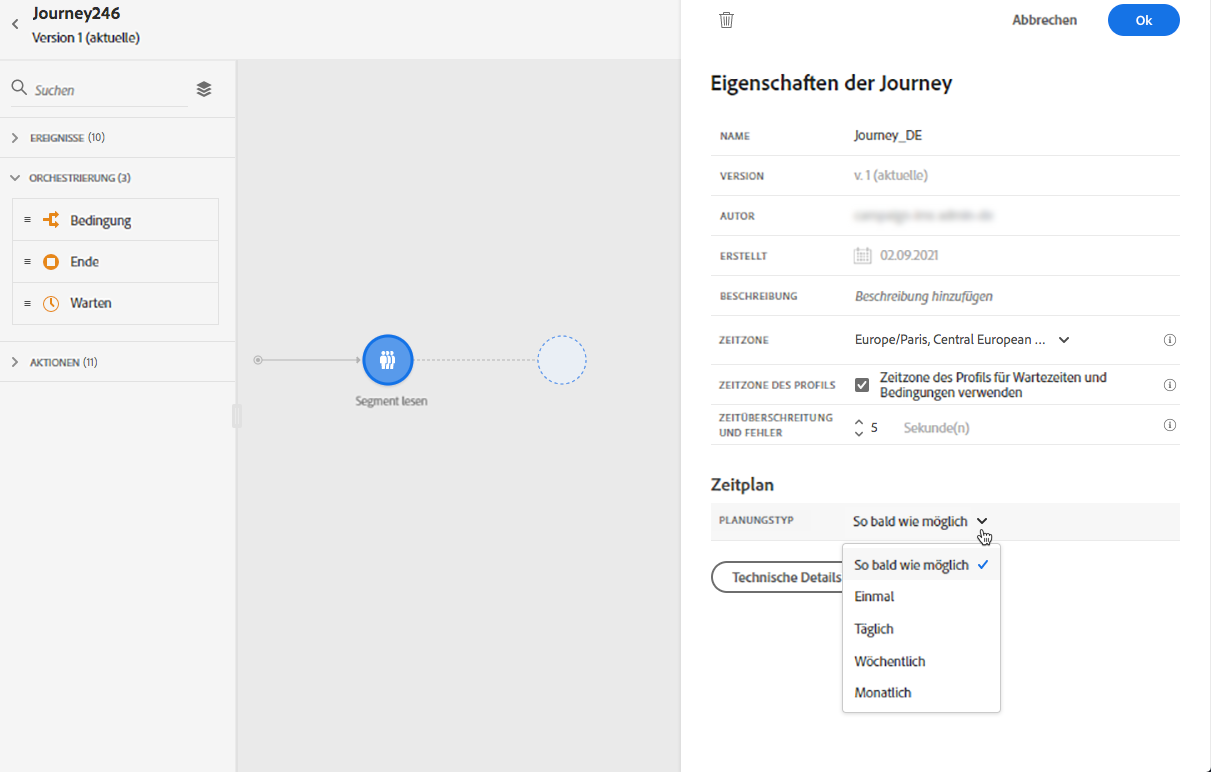 Journey246
Version 1 (aktuelle)
Suchen
EREIGNISSE (10)
ORCHESTRIERUNG (3)
Bedingung
Ende
Warten
AKTIONEN (11)
Segment lesen
Abbrechen
Ok
Eigenschaften der Journey
NAME Journey_DE
VERSION v. 1 (aktuelle)
AUTOR
ERSTELLT 02.09.2021
BESCHREIBUNG Beschreibung hinzufügen
ZEITZONE Europe/Paris, Central European ...
ZEITZONE DES PROFILS Zeitzone des Profils für Wartezeiten und
Bedingungen verwenden
ZEITÜBERSCHREITUNG
UND FEHLER 5 Sekunde(n)
Zeitplan
PLANUNGSTYP So bald wie möglich
So bald wie möglich
Technische Details
Einmal
Täglich
Wöchentlich
Monatlich